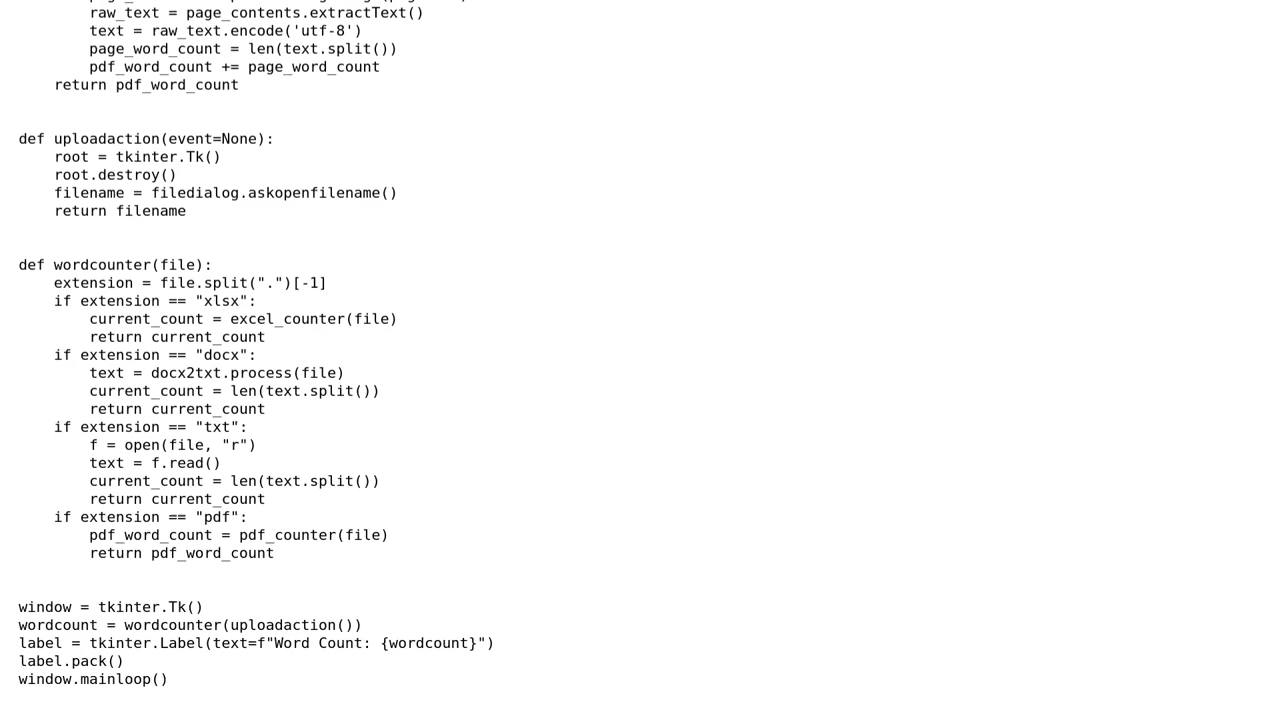 raw_text = page_contents.extractText()
        text = raw_text.encode('utf-8')
        page_word_count = len(text.split())
        pdf_word_count += page_word_count
    return pdf_word_count


def uploadaction(event=None):
    root = tkinter.Tk()
    root.destroy()
    filename = filedialog.askopenfilename()
    return filename


def wordcounter(file):
    extension = file.split(".")[-1]
    if extension == "xlsx":
        current_count = excel_counter(file)
        return current_count
    if extension == "docx":
        text = docx2txt.process(file)
        current_count = len(text.split())
        return current_count
    if extension == "txt":
        f = open(file, "r")
        text = f.read()
        current_count = len(text.split())
        return current_count
    if extension == "pdf":
        pdf_word_count = pdf_counter(file)
        return pdf_word_count


window = tkinter.Tk()
wordcount = wordcounter(uploadaction())
label = tkinter.Label(text=f"Word Count: {wordcount}")
label.pack()
window.mainloop()